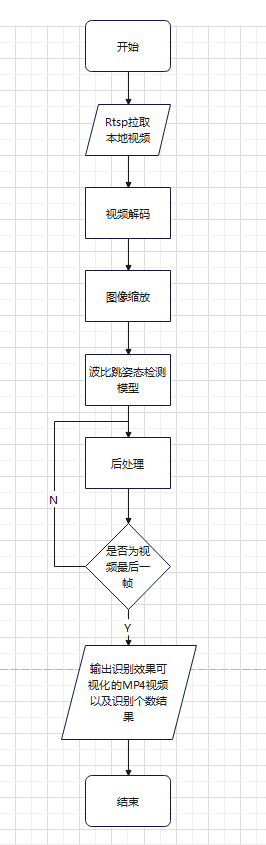 开始
Rtsp拉取
本地视频
视频解码
图像缩放
波比跳姿态检测
模型
后处理
N
是否为视
频最后一
帧
Y
输出识别效果可
视化的MP4视频
以及识别个数结
果
结束